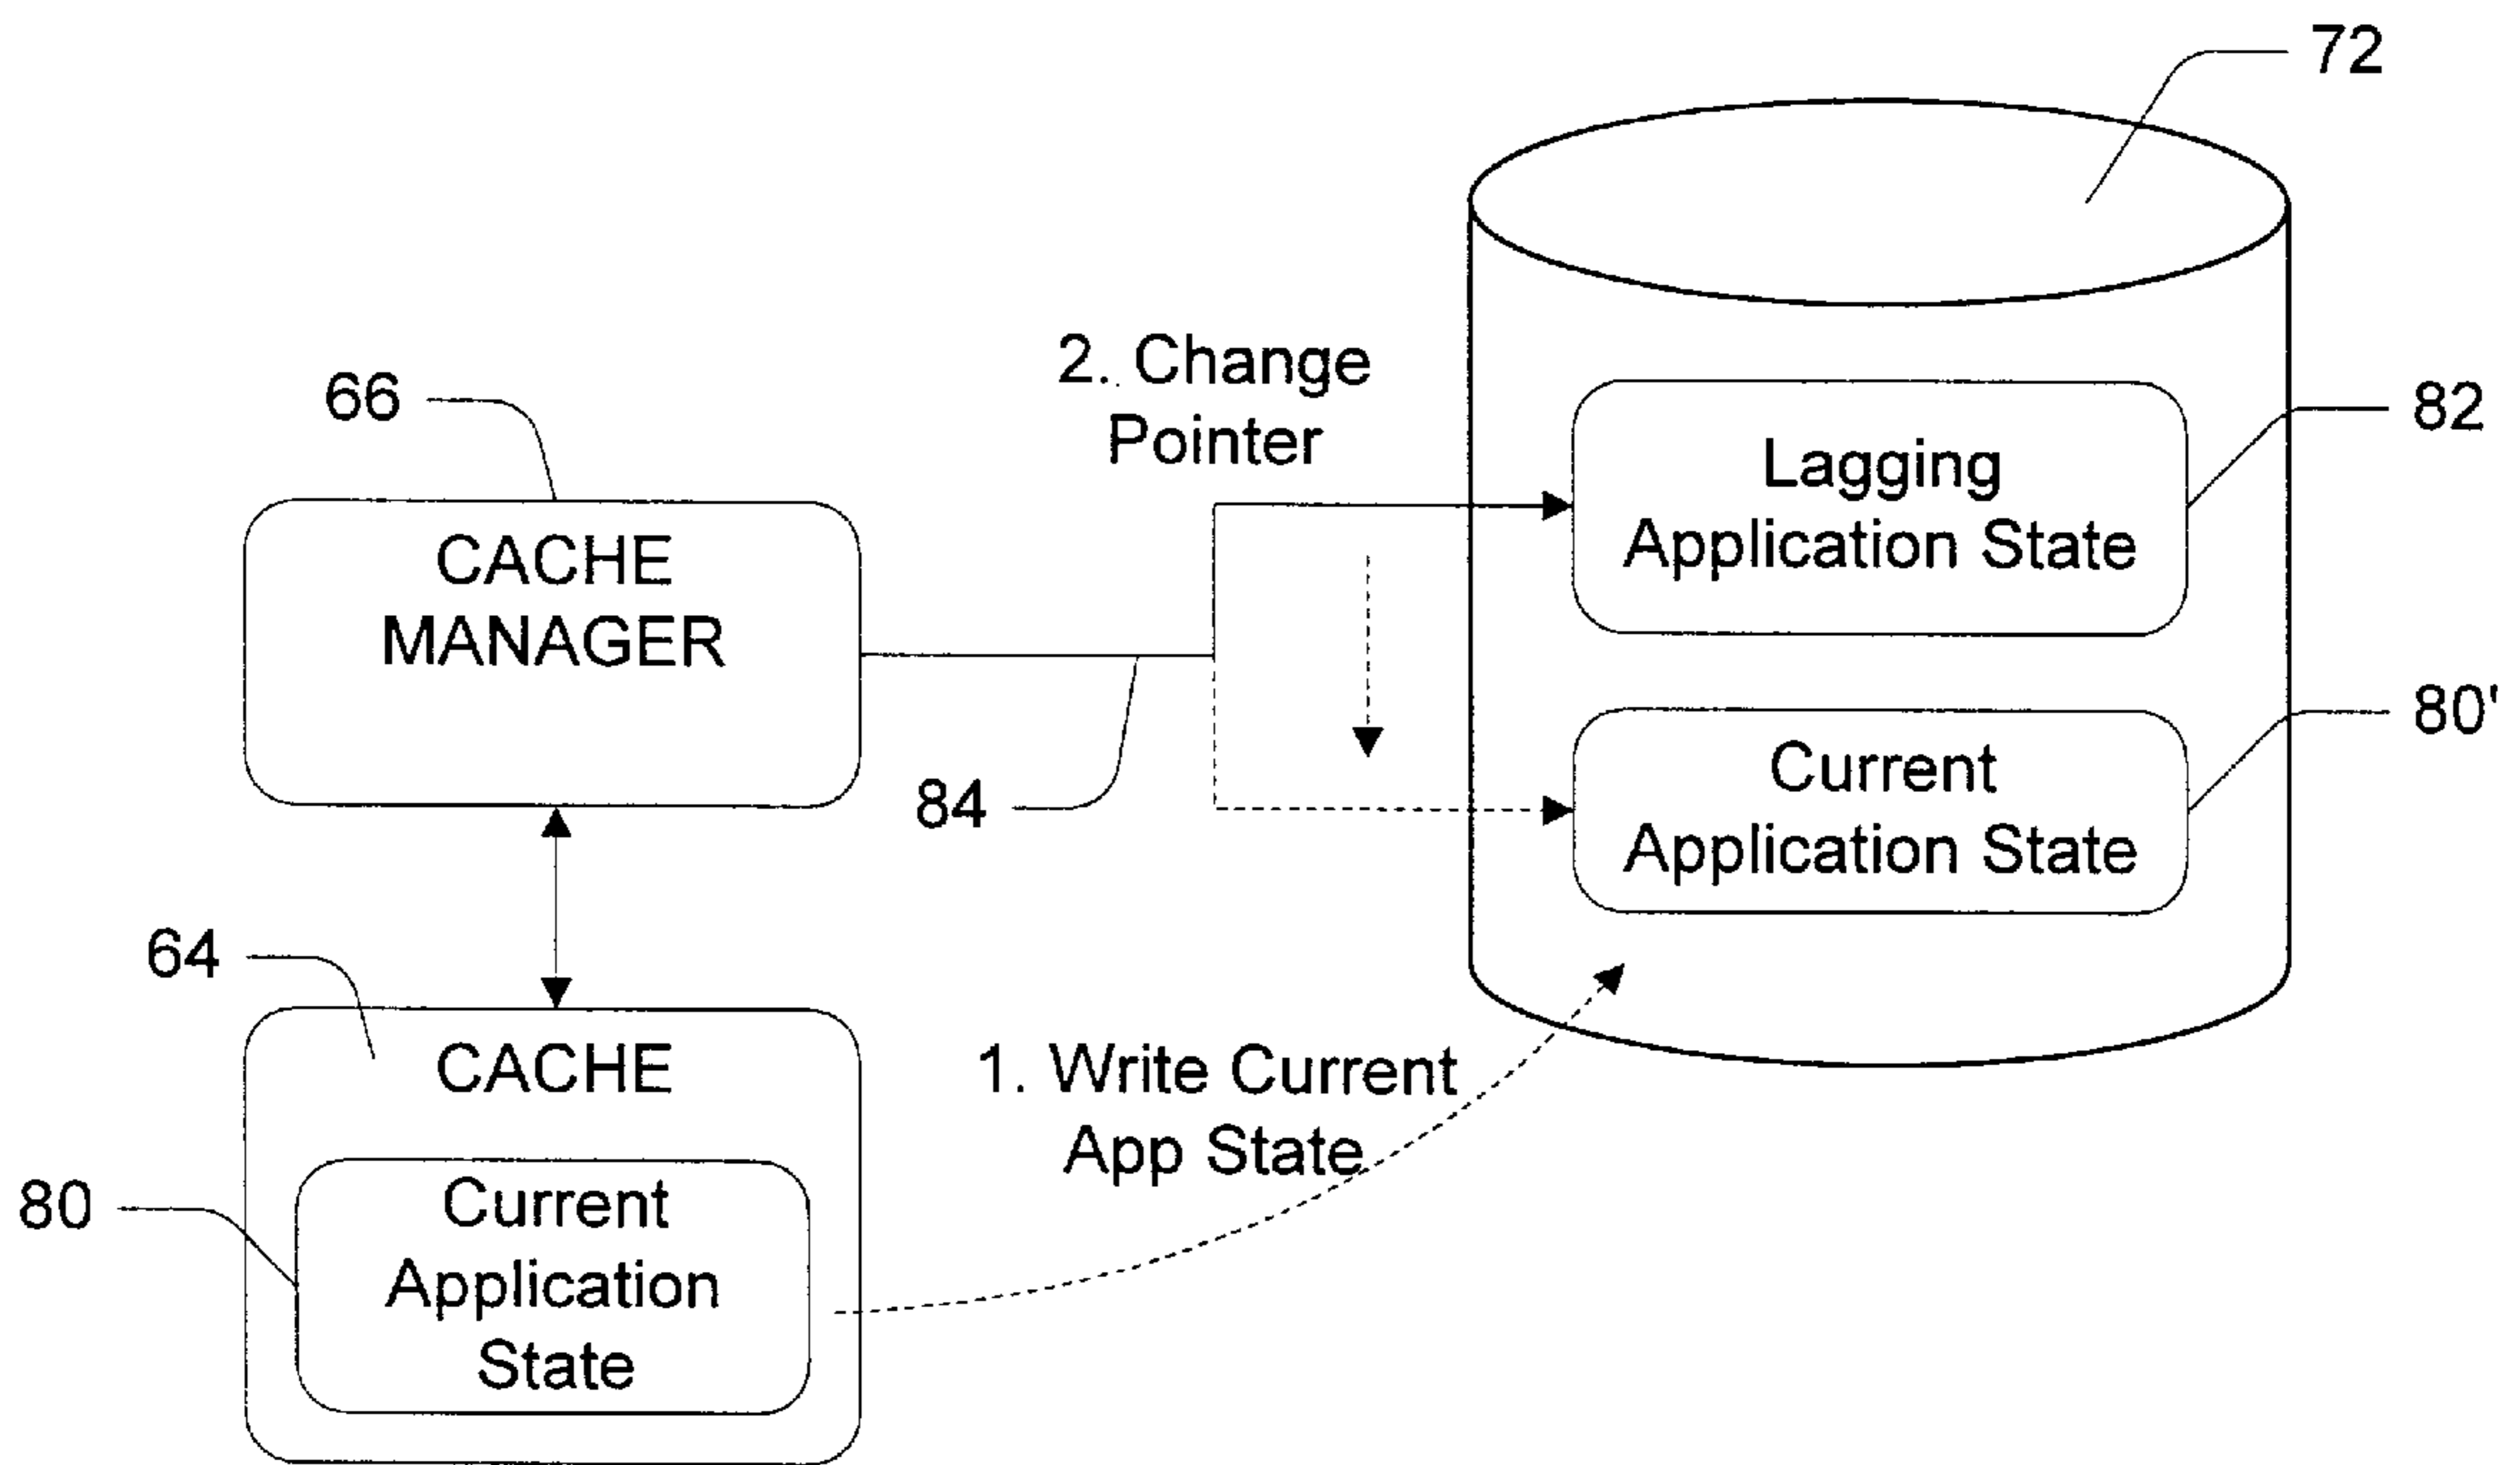 72
2. Change
Pointer
66
82
Lagging
Application State
CACHE
MANAGER
80'
84
Current
Application State
64
CACHE
1. Write Current
App State
80
Current
Application
State